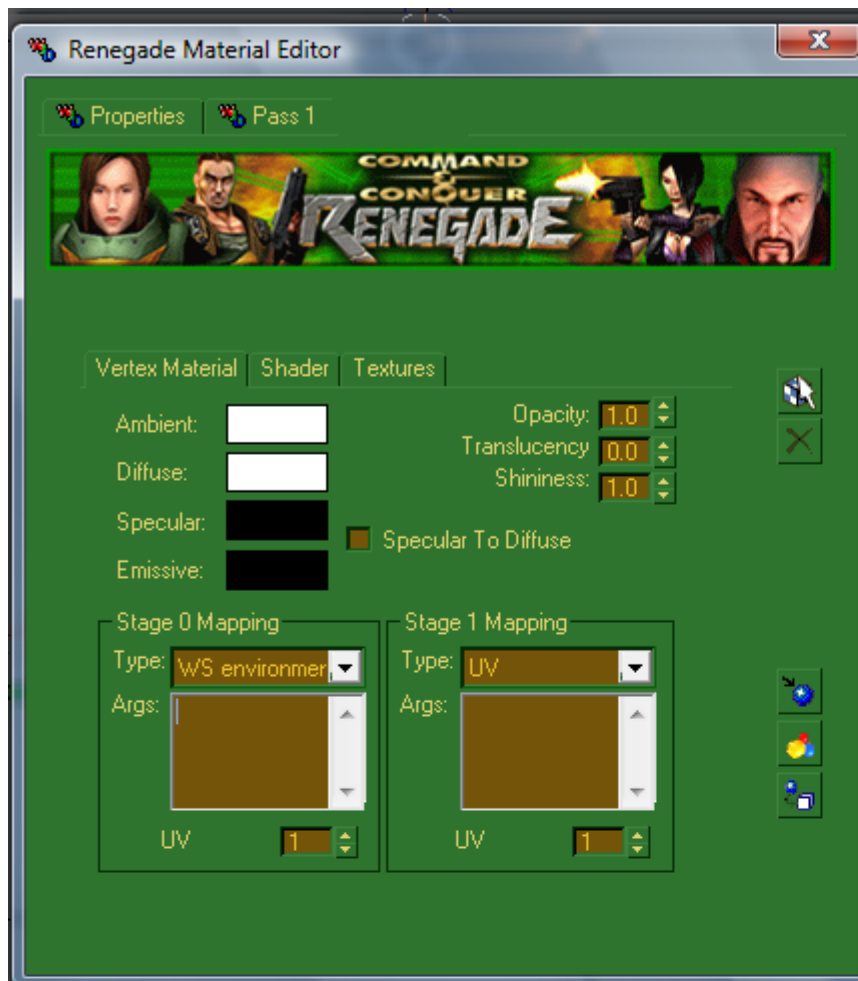 Renegade Material Editor
Properties Pass 1
COMMAND
&
CONQUER
RENEGADE
Vertex Material Shader Textures
Ambient: Opacity: 1.0
Translucency 0.0
Diffuse: Shininess: 1.0
Specular:
Specular To Diffuse
Emissive:
Stage 0 Mapping Stage 1 Mapping
Type: WS environmer Type: UV
Args: Args:
UV 1 UV 1